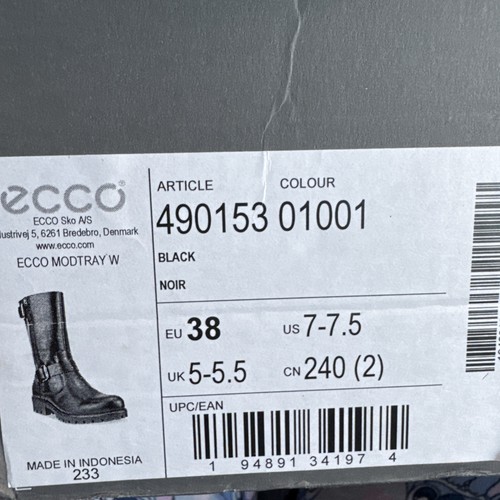 ecco
ECCO Sko A/S
5, 6261 Bredebro, Denmark
www.ecco.com
ECCO MODTRAY W
MADE IN INDONESIA
233
ARTICLE COLOUR
490153 01001
BLACK
NOIR
EU 38 US 7-7.5
UK 5-5.5 CN 240 (2)
UPC/EAN
1 94891 34197 4